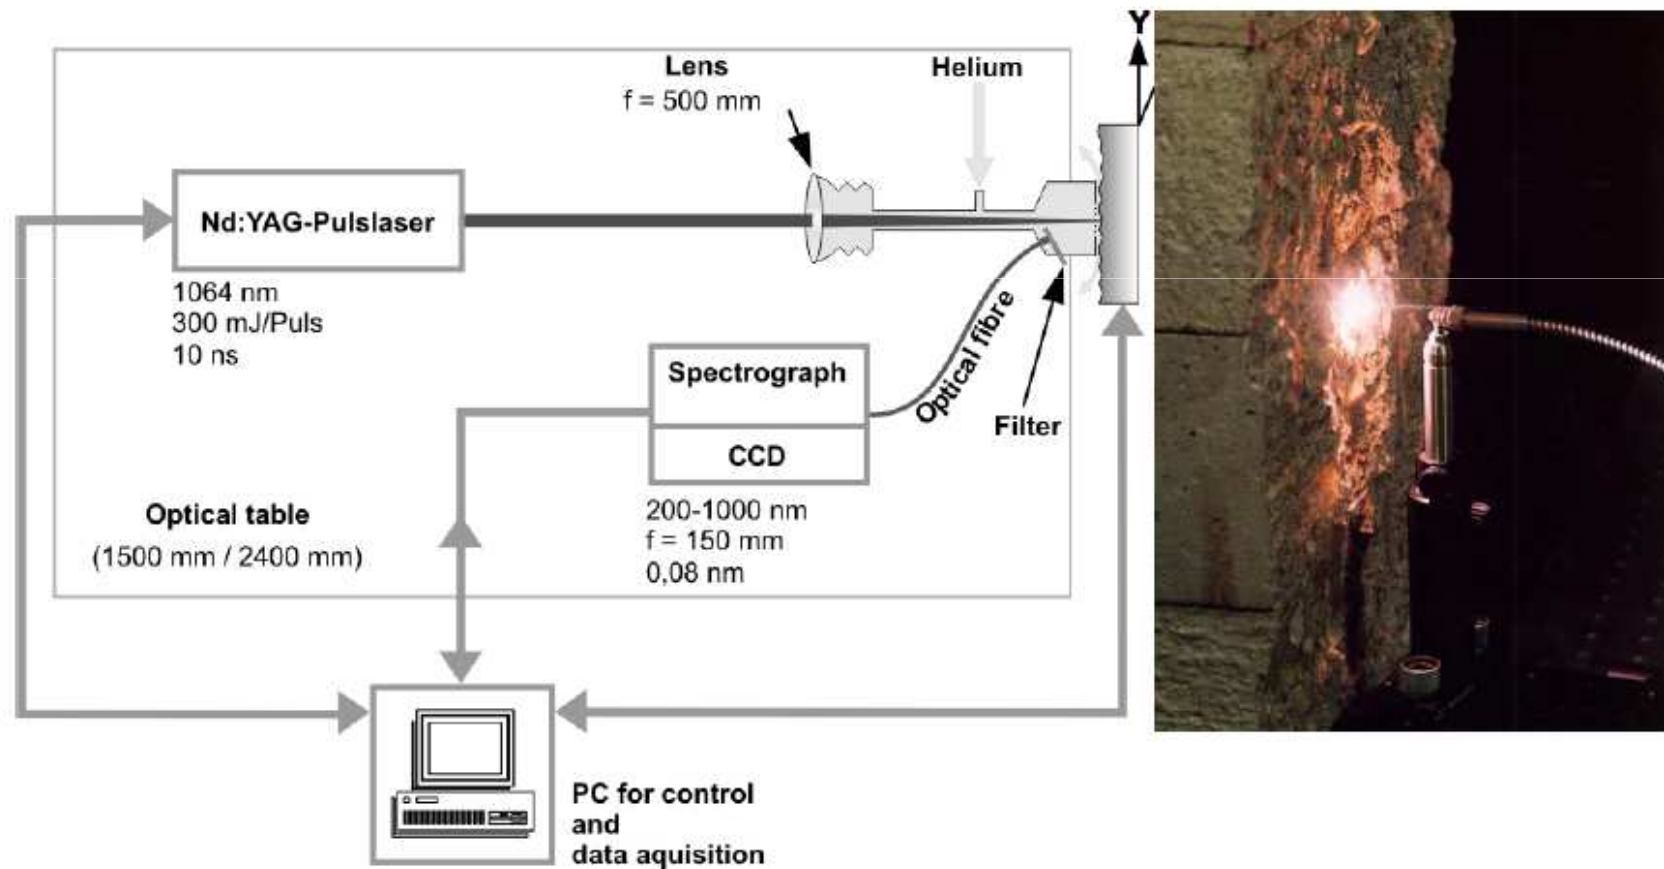 Y
Lens
f = 500 mm
Helium
Nd:YAG-Pulslaser
1064 nm
300 mJ/Puls
10 ns
Spectrograph
CCD
200-1000 nm
f = 150 mm
0,08 nm
Optical fibre
Filter
Optical table
(1500 mm / 2400 mm)
PC for control
and
data aquisition